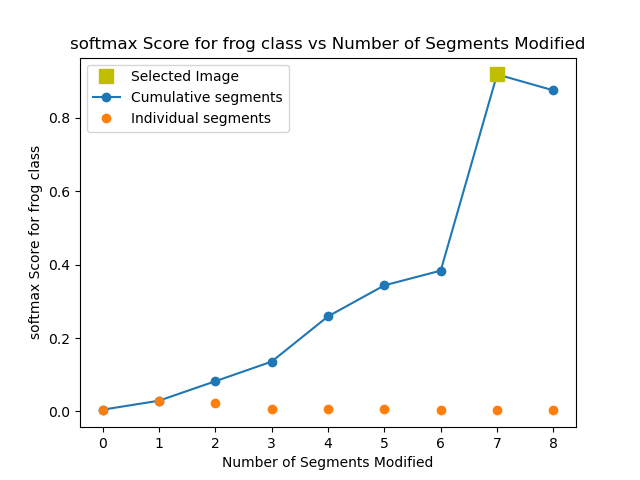 softmax Score for frog class vs Number of Segments Modified
Selected Image
Cumulative segments
Individual segments
softmax Score for frog class
0.8
0.6
0.4
0.2
0.0
0 1 2 3 4 5 6 7 8
Number of Segments Modified